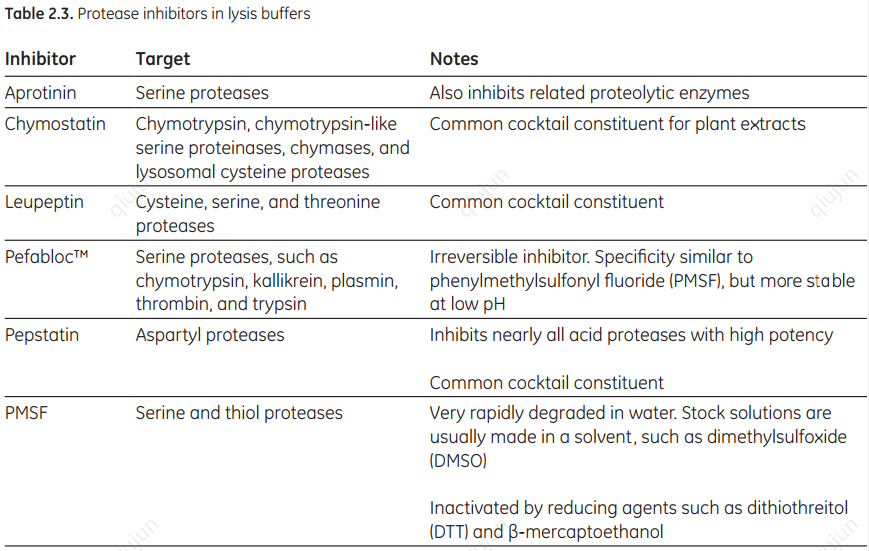 Table 2.3. Protease inhibitors in lysis buffers
Inhibitor Target Notes
Aprotinin Serine proteases Also inhibits related proteolytic enzymes
Chymostatin Chymotrypsin, chymotrypsin-like Common cocktail constituent for plant extracts
serine proteinases, chymases, and
lysosomal cysteine proteases
Leupeptin Cysteine, serine, and threonine Common cocktail constituent
proteases
Pefabloc™ Serine proteases, such as Irreversible inhibitor. Specificity similar to
chymotrypsin, kallikrein, plasmin, phenylmethylsulfonyl fluoride (PMSF), but more stable
thrombin, and trypsin at low pH
Pepstatin Aspartyl proteases Inhibits nearly all acid proteases with high potency
Common cocktail constituent
PMSF Serine and thiol proteases Very rapidly degraded in water. Stock solutions are
usually made in a solvent, such as dimethylsulfoxide
(DMSO)
Inactivated by reducing agents such as dithiothreitol
(DTT) and β-mercaptoethanol
qiujun
qiujun
qiujun
qiujun
qiujun
qiujun